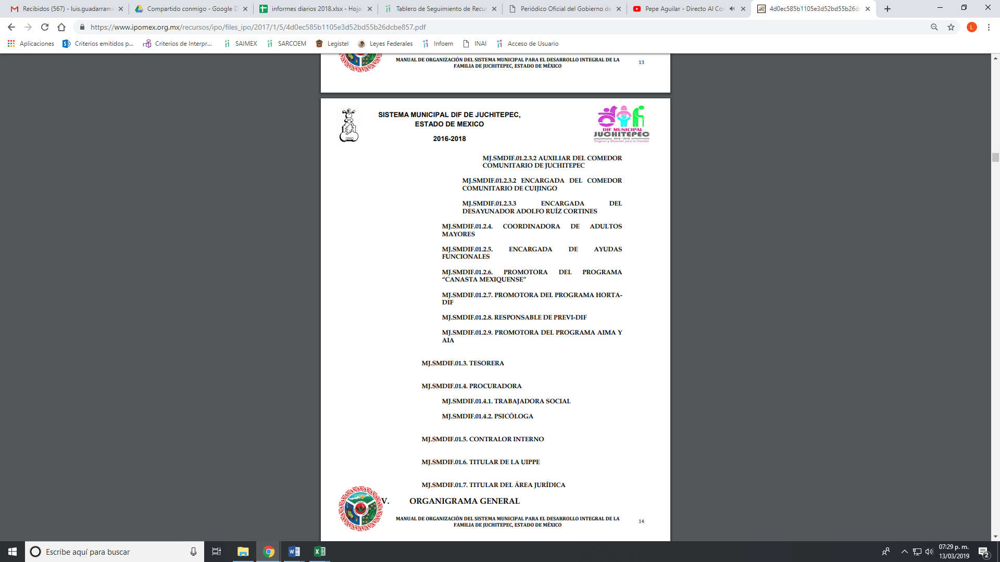 Recibidos (567) - luis.guadarrama
Compartido conmigo - Google D
informes diarios 2018.xlsx - Hoja
Tablero de Seguimiento de Recur
Periódico Oficial del Gobierno de
Pepe Aguilar - Directo Al Cor
4d0ec585b1105e3d52bd55b26dc
https://www.ipomex.org.mx/recursos/ipo/files_ipo/2017/1/5/4d0ec585b1105e3d52bd55b26dcbe857.pdf
L
Aplicaciones
Criterios emitidos p...
Criterios de Interpr...
SAIMEX
SARCOEM
Legistel
Leyes Federales
Infoem
INAI
Acceso de Usuario
MANUAL DE ORGANIZACIÓN DEL SISTEMA MUNICIPAL PARA EL DESARROLLO INTEGRAL DE LA
FAMILIA DE JUCHITEPEC, ESTADO DE MÉXICO
13
SISTEMA MUNICIPAL DIF DE JUCHITEPEC,
ESTADO DE MEXICO
2016-2018
dif
DIF MUNICIPAL
JUCHITEPEC
2016 - 2018
Progreso y Bienestar para tu Familia
MJ.SMDIF.01.2.3.2 AUXILIAR DEL COMEDOR
COMUNITARIO DE JUCHITEPEC
MJ.SMDIF.01.2.3.2 ENCARGADA DEL COMEDOR
COMUNITARIO DE CUIJINGO
MJ.SMDIF.01.2.3.3 ENCARGADA DEL
DESAYUNADOR ADOLFO RUÍZ CORTINES
MJ.SMDIF.01.2.4. COORDINADORA DE ADULTOS
MAYORES
MJ.SMDIF.01.2.5. ENCARGADA DE AYUDAS
FUNCIONALES
MJ.SMDIF.01.2.6. PROMOTORA DEL PROGRAMA
“CANASTA MEXIQUENSE”
MJ.SMDIF.01.2.7. PROMOTORA DEL PROGRAMA HORTA-
DIF
MJ.SMDIF.01.2.8. RESPONSABLE DE PREVI-DIF
MJ.SMDIF.01.2.9. PROMOTORA DEL PROGRAMA AIMA Y
AIA
MJ.SMDIF.01.3. TESORERA
MJ.SMDIF.01.4. PROCURADORA
MJ.SMDIF.01.4.1. TRABAJADORA SOCIAL
MJ.SMDIF.01.4.2. PSICÓLOGA
MJ.SMDIF.01.5. CONTRALOR INTERNO
MJ.SMDIF.01.6. TITULAR DE LA UIPPE
MJ.SMDIF.01.7. TITULAR DEL ÁREA JURÍDICA
V. ORGANIGRAMA GENERAL
MANUAL DE ORGANIZACIÓN DEL SISTEMA MUNICIPAL PARA EL DESARROLLO INTEGRAL DE LA
FAMILIA DE JUCHITEPEC, ESTADO DE MÉXICO
14
Escribe aquí para buscar
07:29 p. m.
13/03/2019
2